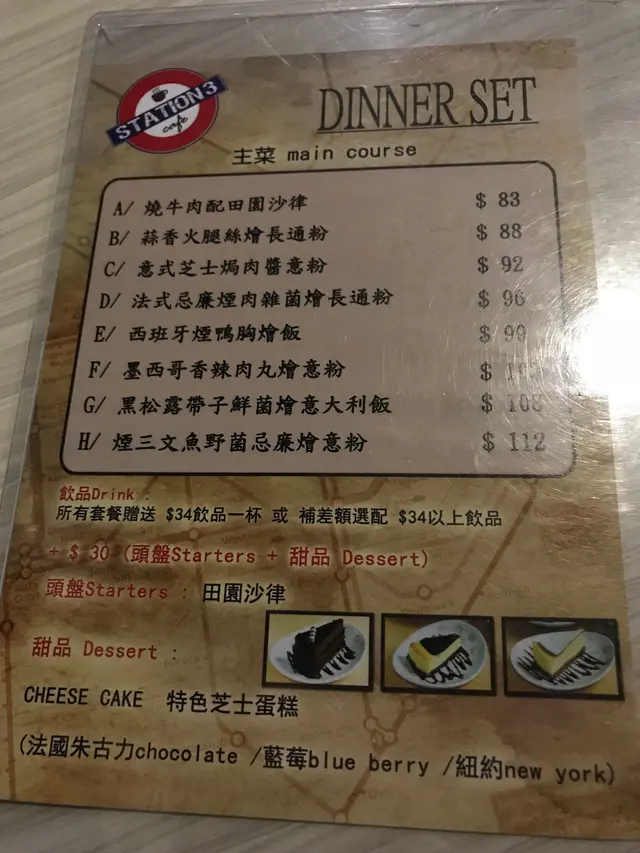 STATION3
cafe
DINNER SET
主菜 main course
A/ 燒牛肉配田園沙律 $ 83
B/ 蒜香火腿絲燴長通粉 $ 88
C/ 意式芝士焗肉醬意粉 $ 92
D/ 法式忌廉煙肉雜菌燴長通粉 $ 96
E/ 西班牙煙鴨胸燴飯 $ 99
F/ 墨西哥香辣肉丸燴意粉 $
G/ 黑松露帶子鮮菌燴意大利飯 $ 108
H/ 煙三文魚野菌忌廉燴意粉 $ 112
飲品Drink :
所有套餐贈送 $34飲品一杯 或 補差額選配 $34以上飲品
+ $ 30 (頭盤Starters + 甜品 Dessert)
頭盤Starters : 田園沙律
甜品 Dessert :
CHEESE CAKE 特色芝士蛋糕
(法國朱古力chocolate /藍莓blue berry /紐約new york)